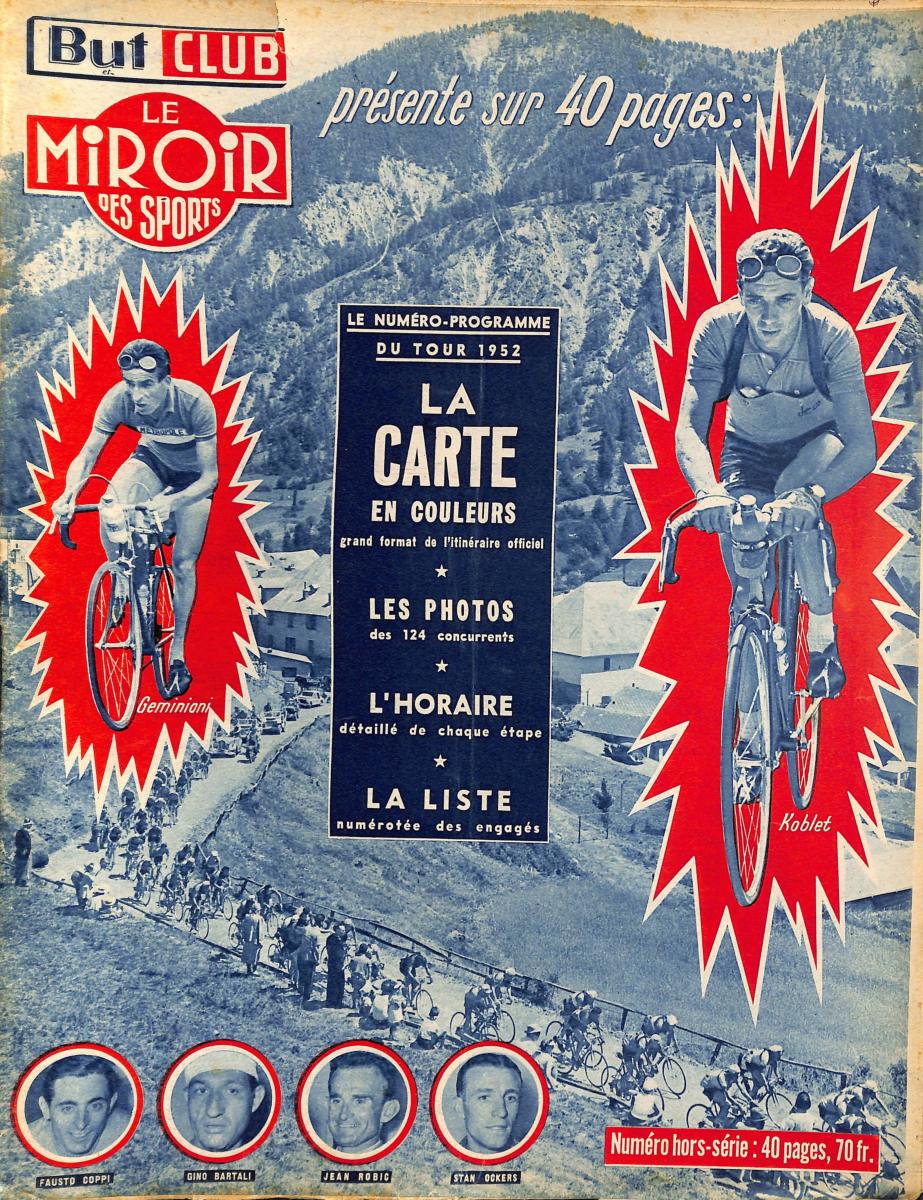 But et CLUB
LE
MiROiR
DES SPORTS
présente sur 40 pages :
LE NUMÉRO-PROGRAMME
DU TOUR 1952
LA
CARTE
EN COULEURS
grand format de l'itinéraire officiel
★
LES PHOTOS
des 124 concurrents
★
L'HORAIRE
détaillé de chaque étape
★
LA LISTE
numérotée des engagés
METROPOLE
Geminiani
Koblet
FAUSTO COPPI
GINO BARTALI
JEAN ROBIC
STAN OCKERS
Numéro hors-série : 40 pages, 70 fr.